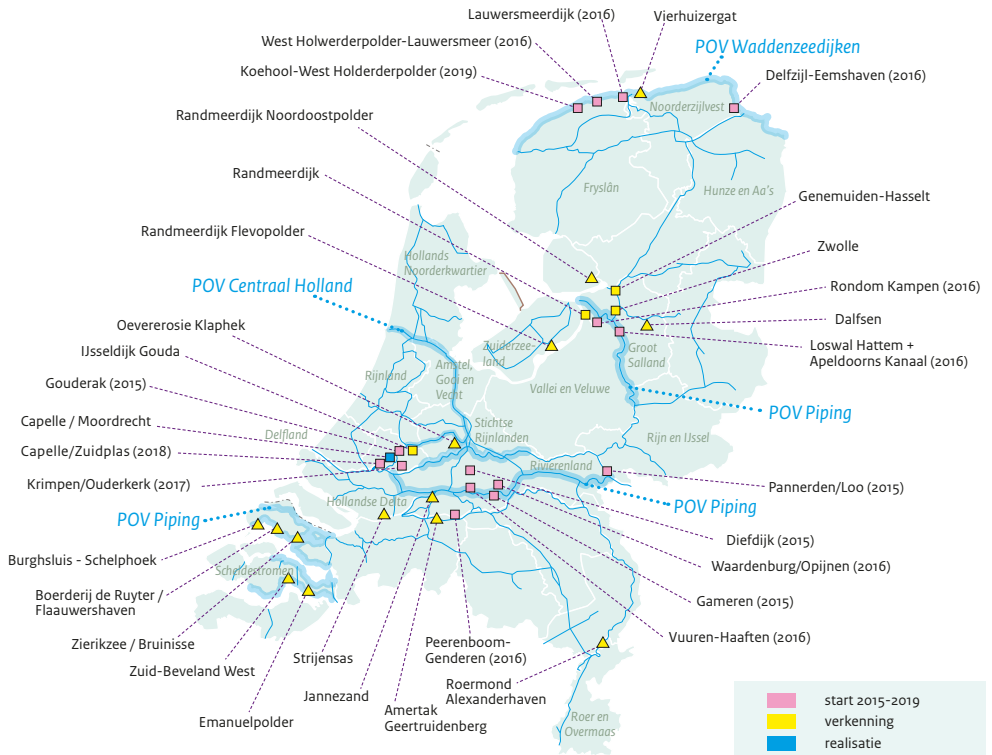 Lauwersmeerdijk (2016)
Vierhuizergat
West Holwerderpolder-Lauwersmeer (2016)
POV Waddenzeedijken
Koehool-West Holderderpolder (2019)
Delfzijl-Eemshaven (2016)
Noorderzijlvest
Randmeerdijk Noordoostpolder
Randmeerdijk
Fryslân
Hunze en Aa's
Genemuiden-Hasselt
Randmeerdijk Flevopolder
Zwolle
Hollands
Noorderkwartier
POV Centraal Holland
Rondom Kampen (2016)
Dalfsen
Oevererosie Klaphek
Zuiderzee-
land
Groot
Salland
Loswal Hattem +
Apeldoorns Kanaal (2016)
IJsseldijk Gouda
Amstel,
Gooi en
Vecht
Rijnland
Vallei en Veluwe
Gouderak (2015)
POV Piping
Capelle / Moordrecht
Stichtse
Rijnlanden
Delfland
Rijn en IJssel
Capelle/Zuidplas (2018)
Rivierenland
Krimpen/Ouderkerk (2017)
Pannerden/Loo (2015)
Hollandse Delta
POV Piping
POV Piping
Diefdijk (2015)
Burghsluis - Schelphoek
Scheldestromen
Waardenburg/Opijnen (2016)
Boerderij de Ruyter /
Flaauwershaven
Gameren (2015)
Vuuren-Haaften (2016)
Zierikzee / Bruinisse
Strijensas
Peerenboom-
Genderen (2016)
Zuid-Beveland West
Jannezand
Roermond
Alexanderhaven
Amertak
Geertruidenberg
Emanuelpolder
Roer en
Overmaas
start 2015-2019
verkenning
realisatie